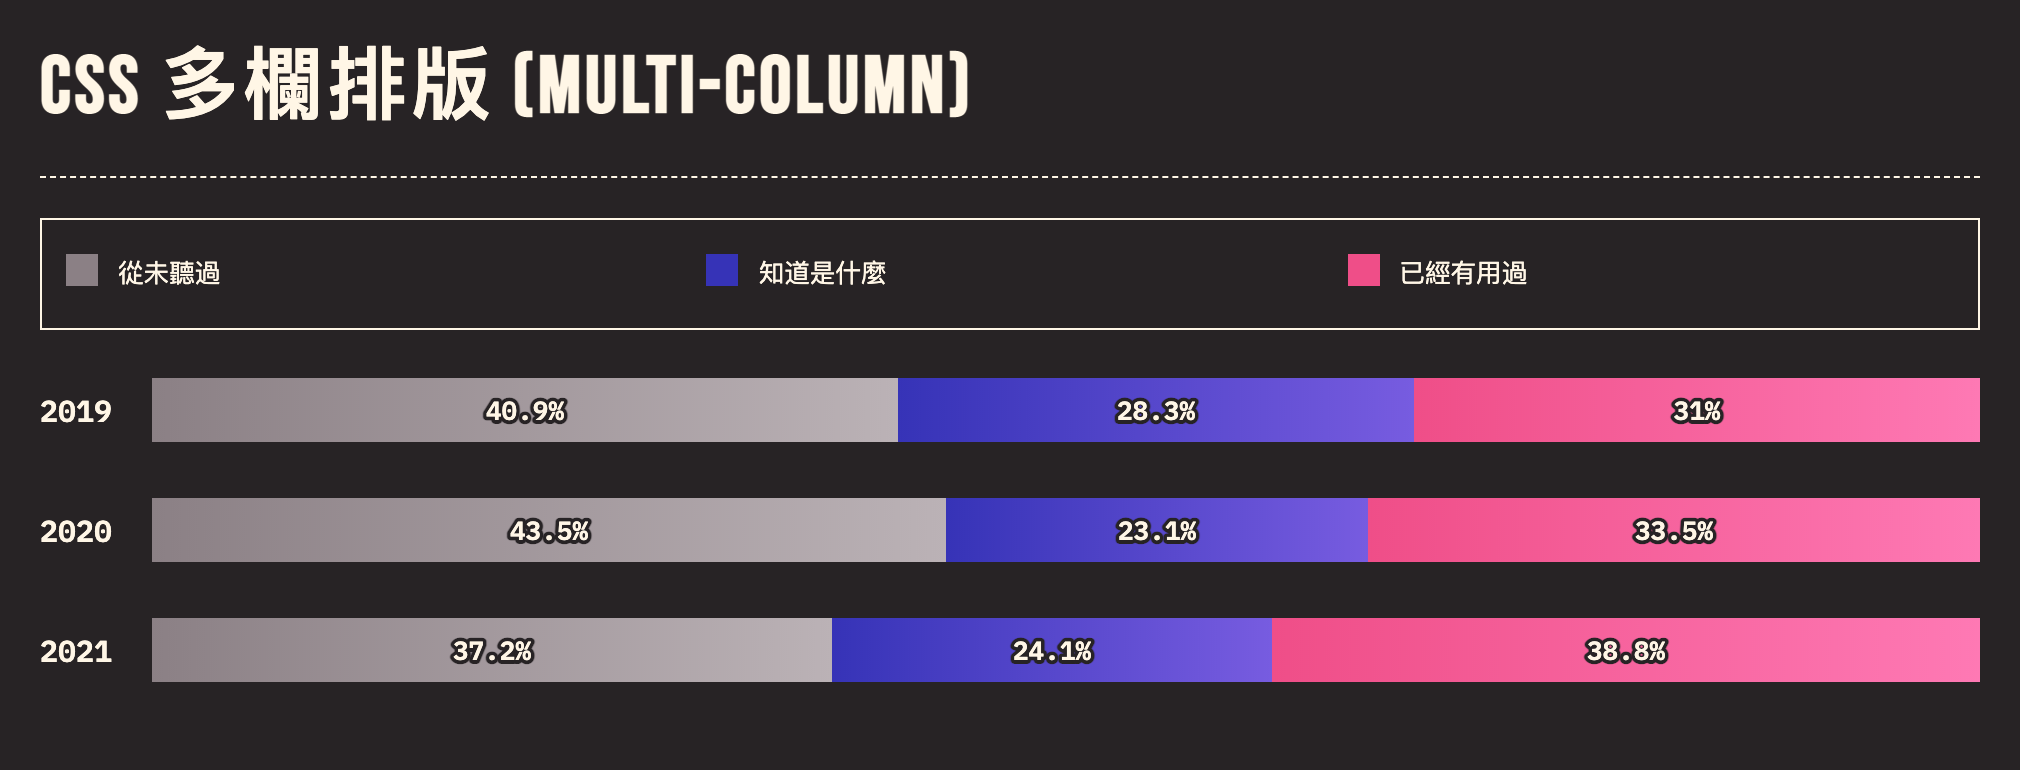 CSS 多欄排版 (MULTI-COLUMN)
從未聽過 知道是什麼 已經有用過
2019 40.9% 28.3% 31%
2020 43.5% 23.1% 33.5%
2021 37.2% 24.1% 38.8%